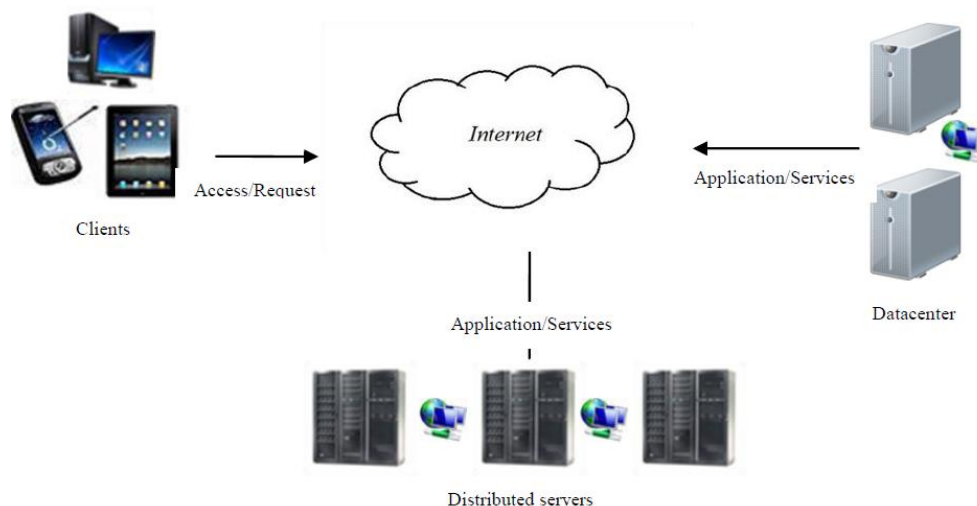 Internet
Access/Request
Application/Services
Clients
Datacenter
Application/Services
Distributed servers